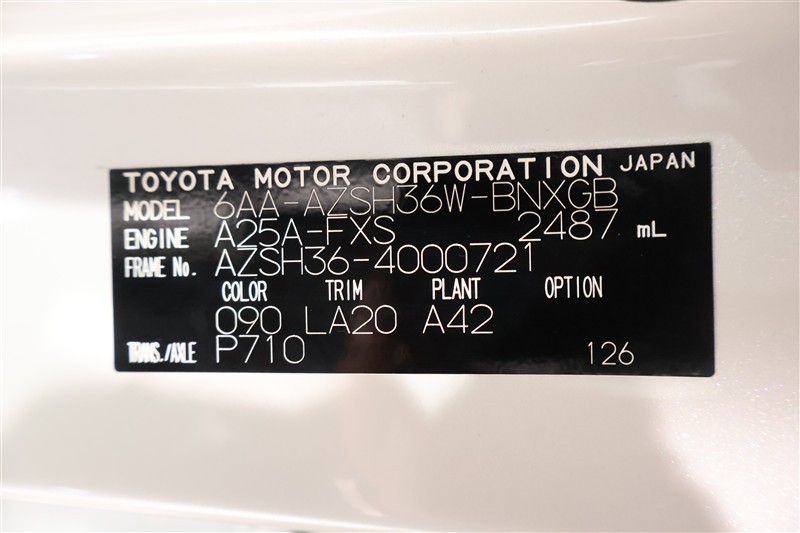 TOYOTA MOTOR CORPORATION JAPAN
MODEL 6AA-AZSH36W-BNXGB
ENGINE A25A-FXS 2487 mL
FRAME No. AZSH36-4000721
COLOR TRIM PLANT OPTION
090 LA20 A42
TRANS./AXLE P710 126